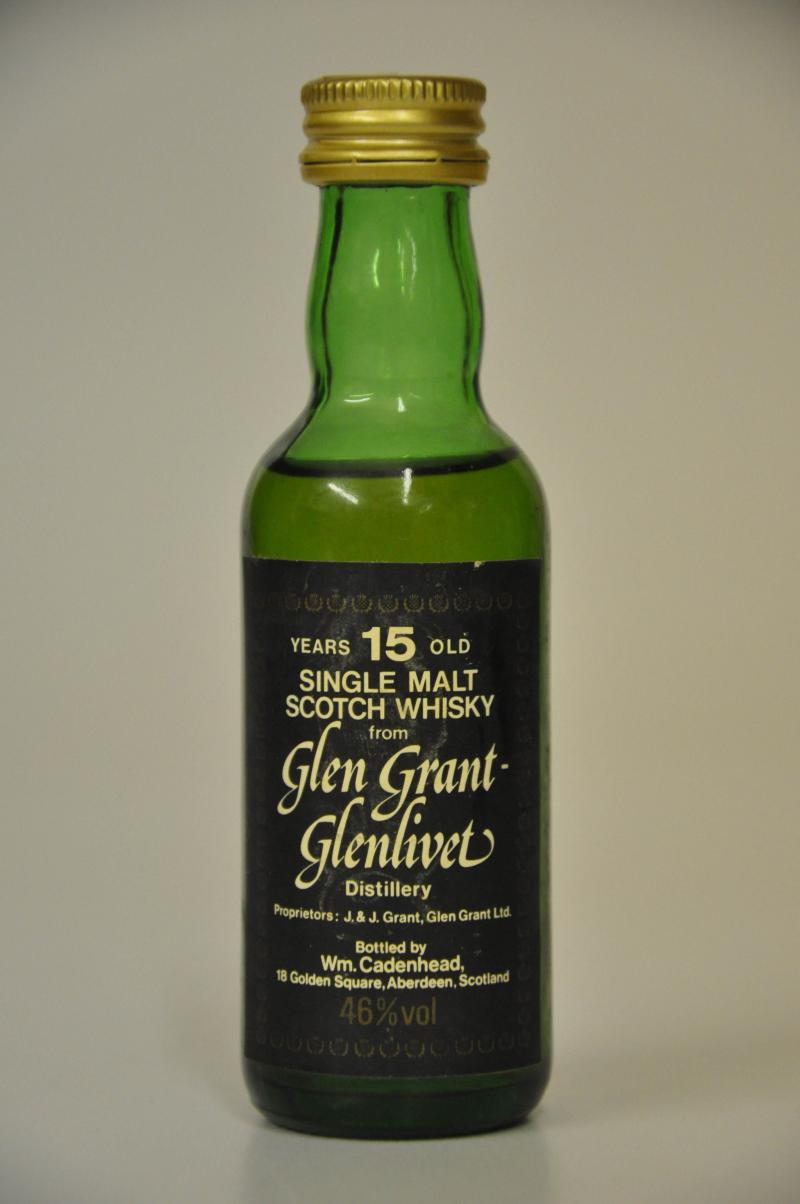 YEARS 15 OLD
SINGLE MALT
SCOTCH WHISKY
from
Glen Grant-
Glenlivet
Distillery
Proprietors: J. & J. Grant, Glen Grant Ltd.
Bottled by
Wm. Cadenhead,
18 Golden Square, Aberdeen, Scotland
46% vol